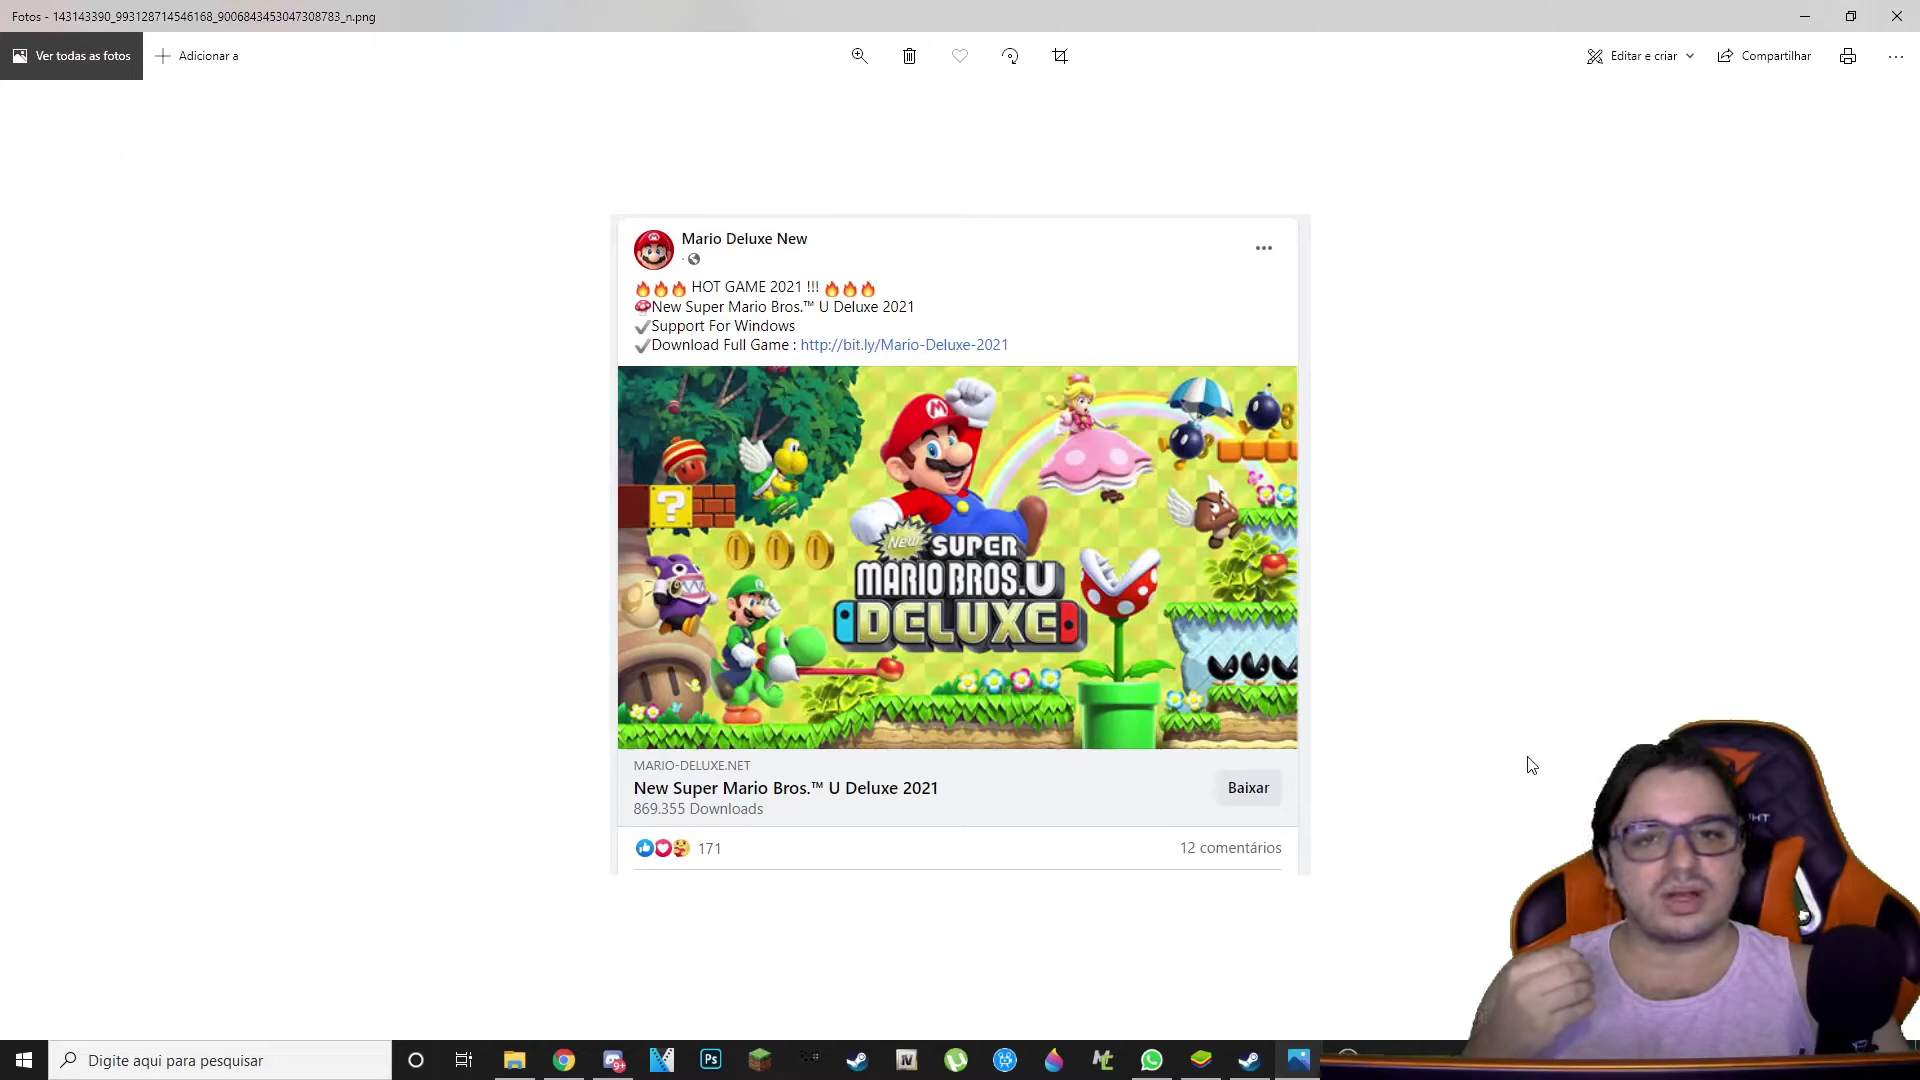 Fotos - 143143390_993128714546168_9006843453047308783_n.png
Ver todas as fotos
Adicionar a
Editar e criar
Compartilhar
Mario Deluxe New
🔥🔥🔥 HOT GAME 2021 !!! 🔥🔥🔥
🍄New Super Mario Bros.™ U Deluxe 2021
✔Support For Windows
✔Download Full Game : http://bit.ly/Mario-Deluxe-2021
M
?
New SUPER
MARIO BROS.U
DELUXE
MARIO-DELUXE.NET
New Super Mario Bros.™ U Deluxe 2021
869.355 Downloads
Baixar
171
12 comentários
Digite aqui para pesquisar
9+
Ps
IV